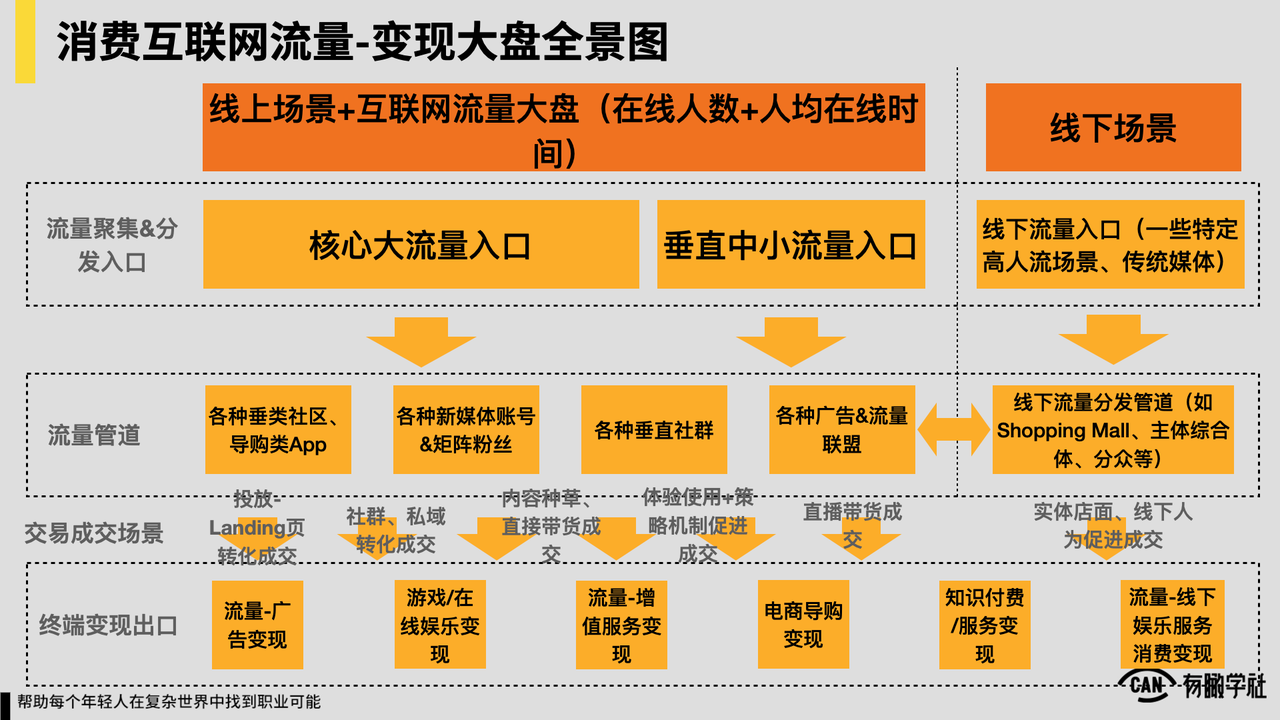 消费互联网流量-变现大盘全景图
线上场景+互联网流量大盘（在线人数+人均在线时
间）
线下场景
流量聚集&分
发入口
核心大流量入口
垂直中小流量入口
线下流量入口（一些特定
高人流场景、传统媒体）
流量管道
各种垂类社区、
导购类App
各种新媒体账号
&矩阵粉丝
各种垂直社群
各种广告&流量
联盟
线下流量分发管道（如
Shopping Mall、主体综合
体、分众等）
交易成交场景
投放-
Landing页
转化成交
社群、私域
转化成交
内容种草、
直接带货成
交
体验使用+策
略机制促进
成交
直播带货成
交
实体店面、线下人
为促进成交
终端变现出口
流量-广
告变现
游戏/在
线娱乐变
现
流量-增
值服务变
现
电商导购
变现
知识付费
/服务变
现
流量-线下
娱乐服务
消费变现
帮助每个年轻人在复杂世界中找到职业可能
CAN 有瞰学社